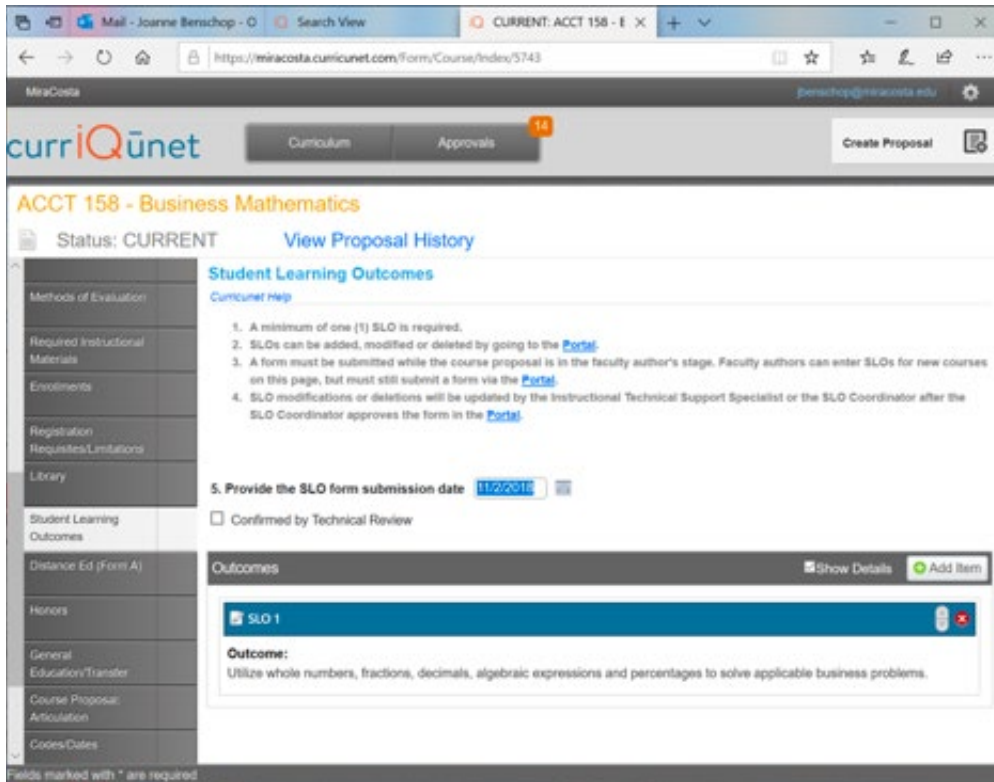 Mail - Joanne Benschop - O
Search View
CURRENT: ACCT 158 - E
https://miracosta.curricunet.com/Form/Course/Index/5743
MiraCosta
jbenschop@miracosta.edu
currIQūnet
Curriculum
Approvals
14
Create Proposal
ACCT 158 - Business Mathematics
Status: CURRENT
View Proposal History
Methods of Evaluation
Required Instructional
Materials
Enrollments
Registration
Requisites/Limitations
Library
Student Learning
Outcomes
Distance Ed (Form A)
Honors
General
Education/Transfer
Course Proposal:
Articulation
Codes/Dates
Student Learning Outcomes
Curricunet Help
1. A minimum of one (1) SLO is required.
2. SLOs can be added, modified or deleted by going to the Portal.
3. A form must be submitted while the course proposal is in the faculty author's stage. Faculty authors can enter SLOs for new courses
on this page, but must still submit a form via the Portal.
4. SLO modifications or deletions will be updated by the Instructional Technical Support Specialist or the SLO Coordinator after the
SLO Coordinator approves the form in the Portal.
5. Provide the SLO form submission date 11/2/2018
Confirmed by Technical Review
Outcomes
Show Details
Add Item
SLO 1
Outcome:
Utilize whole numbers, fractions, decimals, algebraic expressions and percentages to solve applicable business problems.
Fields marked with * are required